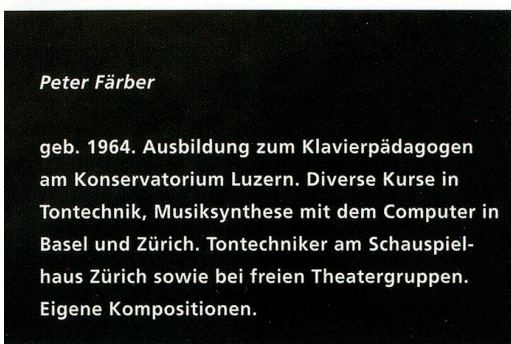 Peter Färber
geb. 1964. Ausbildung zum Klavierpädagogen
am Konservatorium Luzern. Diverse Kurse in
Tontechnik, Musiksynthese mit dem Computer in
Basel und Zürich. Tontechniker am Schauspiel-
haus Zürich sowie bei freien Theatergruppen.
Eigene Kompositionen.